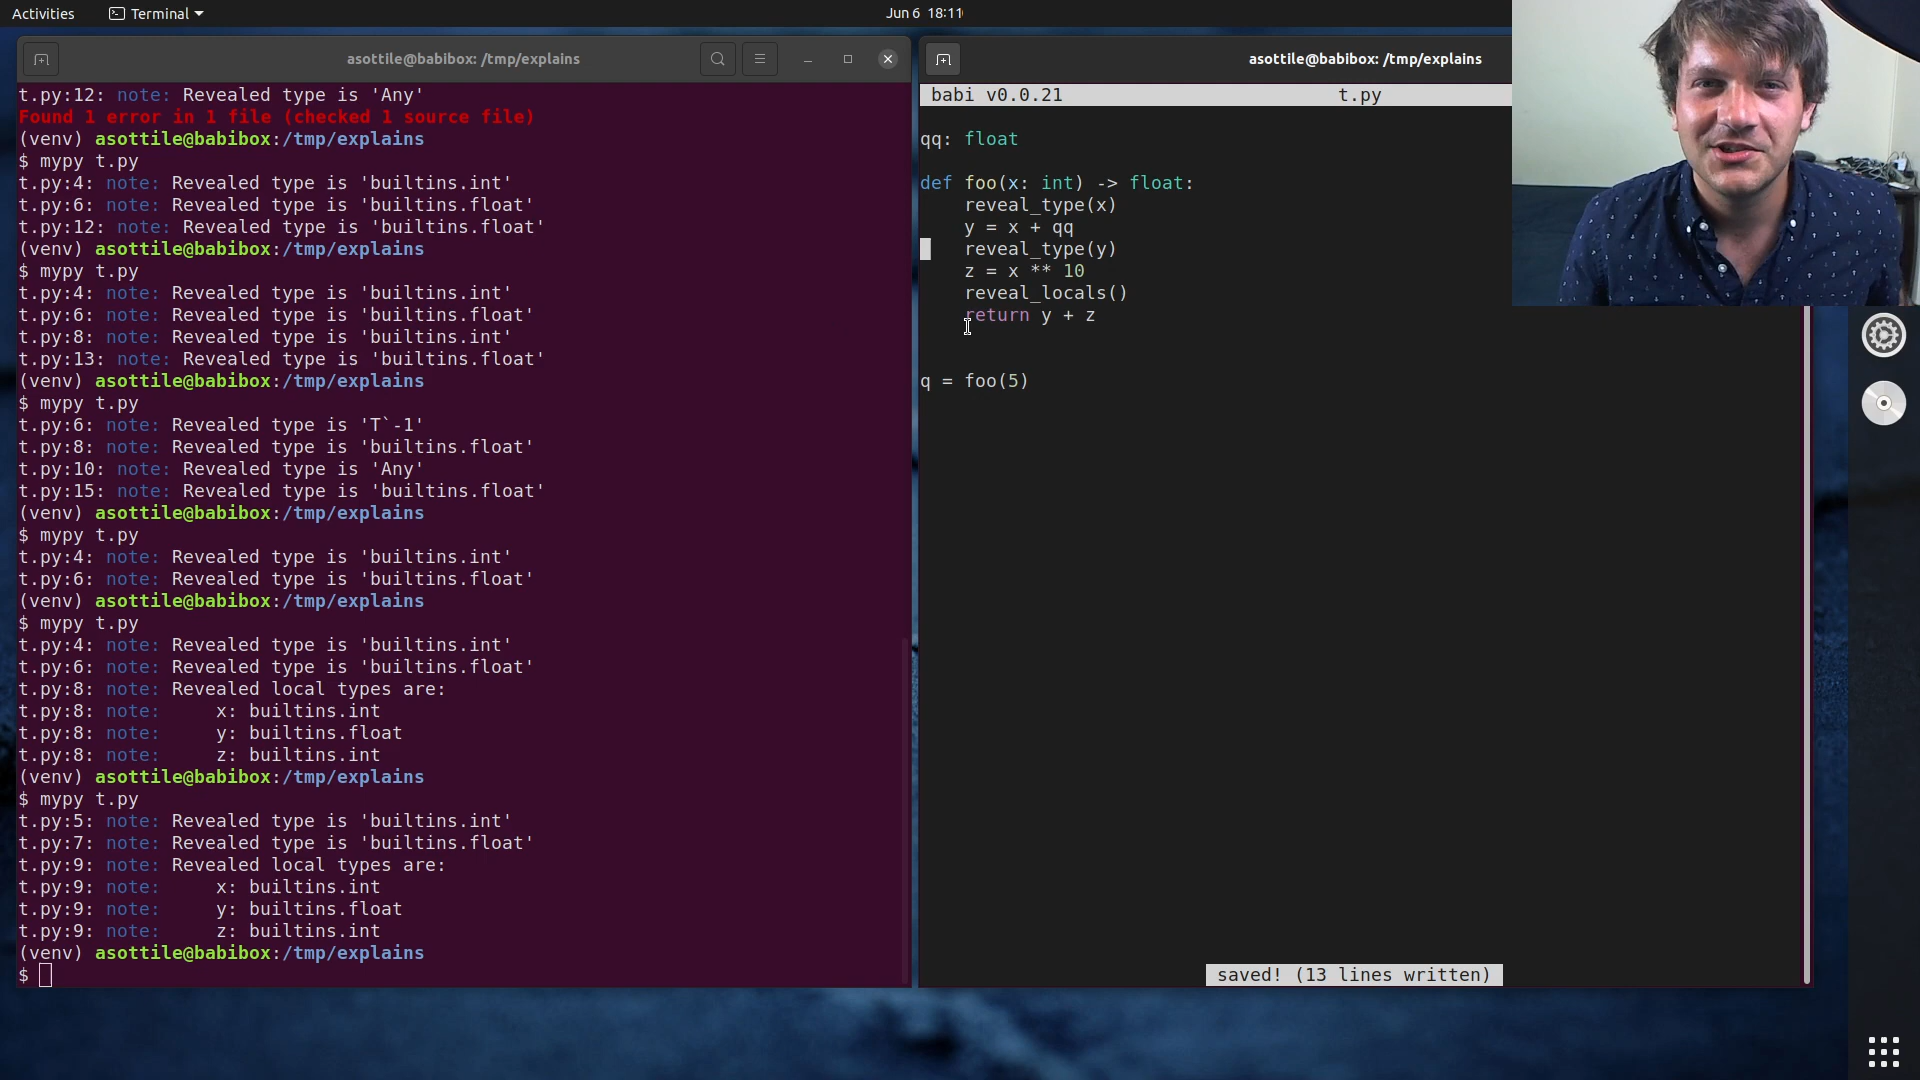 Activities
Terminal
Jun 6 18:11
asottile@babibox: /tmp/explains
t.py:12: note: Revealed type is 'Any'
Found 1 error in 1 file (checked 1 source file)
(venv) asottile@babibox:/tmp/explains
$ mypy t.py
t.py:4: note: Revealed type is 'builtins.int'
t.py:6: note: Revealed type is 'builtins.float'
t.py:12: note: Revealed type is 'builtins.float'
(venv) asottile@babibox:/tmp/explains
$ mypy t.py
t.py:4: note: Revealed type is 'builtins.int'
t.py:6: note: Revealed type is 'builtins.float'
t.py:8: note: Revealed type is 'builtins.int'
t.py:13: note: Revealed type is 'builtins.float'
(venv) asottile@babibox:/tmp/explains
$ mypy t.py
t.py:6: note: Revealed type is 'T`-1'
t.py:8: note: Revealed type is 'builtins.float'
t.py:10: note: Revealed type is 'Any'
t.py:15: note: Revealed type is 'builtins.float'
(venv) asottile@babibox:/tmp/explains
$ mypy t.py
t.py:4: note: Revealed type is 'builtins.int'
t.py:6: note: Revealed type is 'builtins.float'
(venv) asottile@babibox:/tmp/explains
$ mypy t.py
t.py:4: note: Revealed type is 'builtins.int'
t.py:6: note: Revealed type is 'builtins.float'
t.py:8: note: Revealed local types are:
t.py:8: note:     x: builtins.int
t.py:8: note:     y: builtins.float
t.py:8: note:     z: builtins.int
(venv) asottile@babibox:/tmp/explains
$ mypy t.py
t.py:5: note: Revealed type is 'builtins.int'
t.py:7: note: Revealed type is 'builtins.float'
t.py:9: note: Revealed local types are:
t.py:9: note:     x: builtins.int
t.py:9: note:     y: builtins.float
t.py:9: note:     z: builtins.int
(venv) asottile@babibox:/tmp/explains
$
asottile@babibox: /tmp/explains
babi v0.0.21 t.py
qq: float
def foo(x: int) -> float:
    reveal_type(x)
    y = x + qq
    reveal_type(y)
    z = x ** 10
    reveal_locals()
    return y + z
q = foo(5)
saved! (13 lines written)